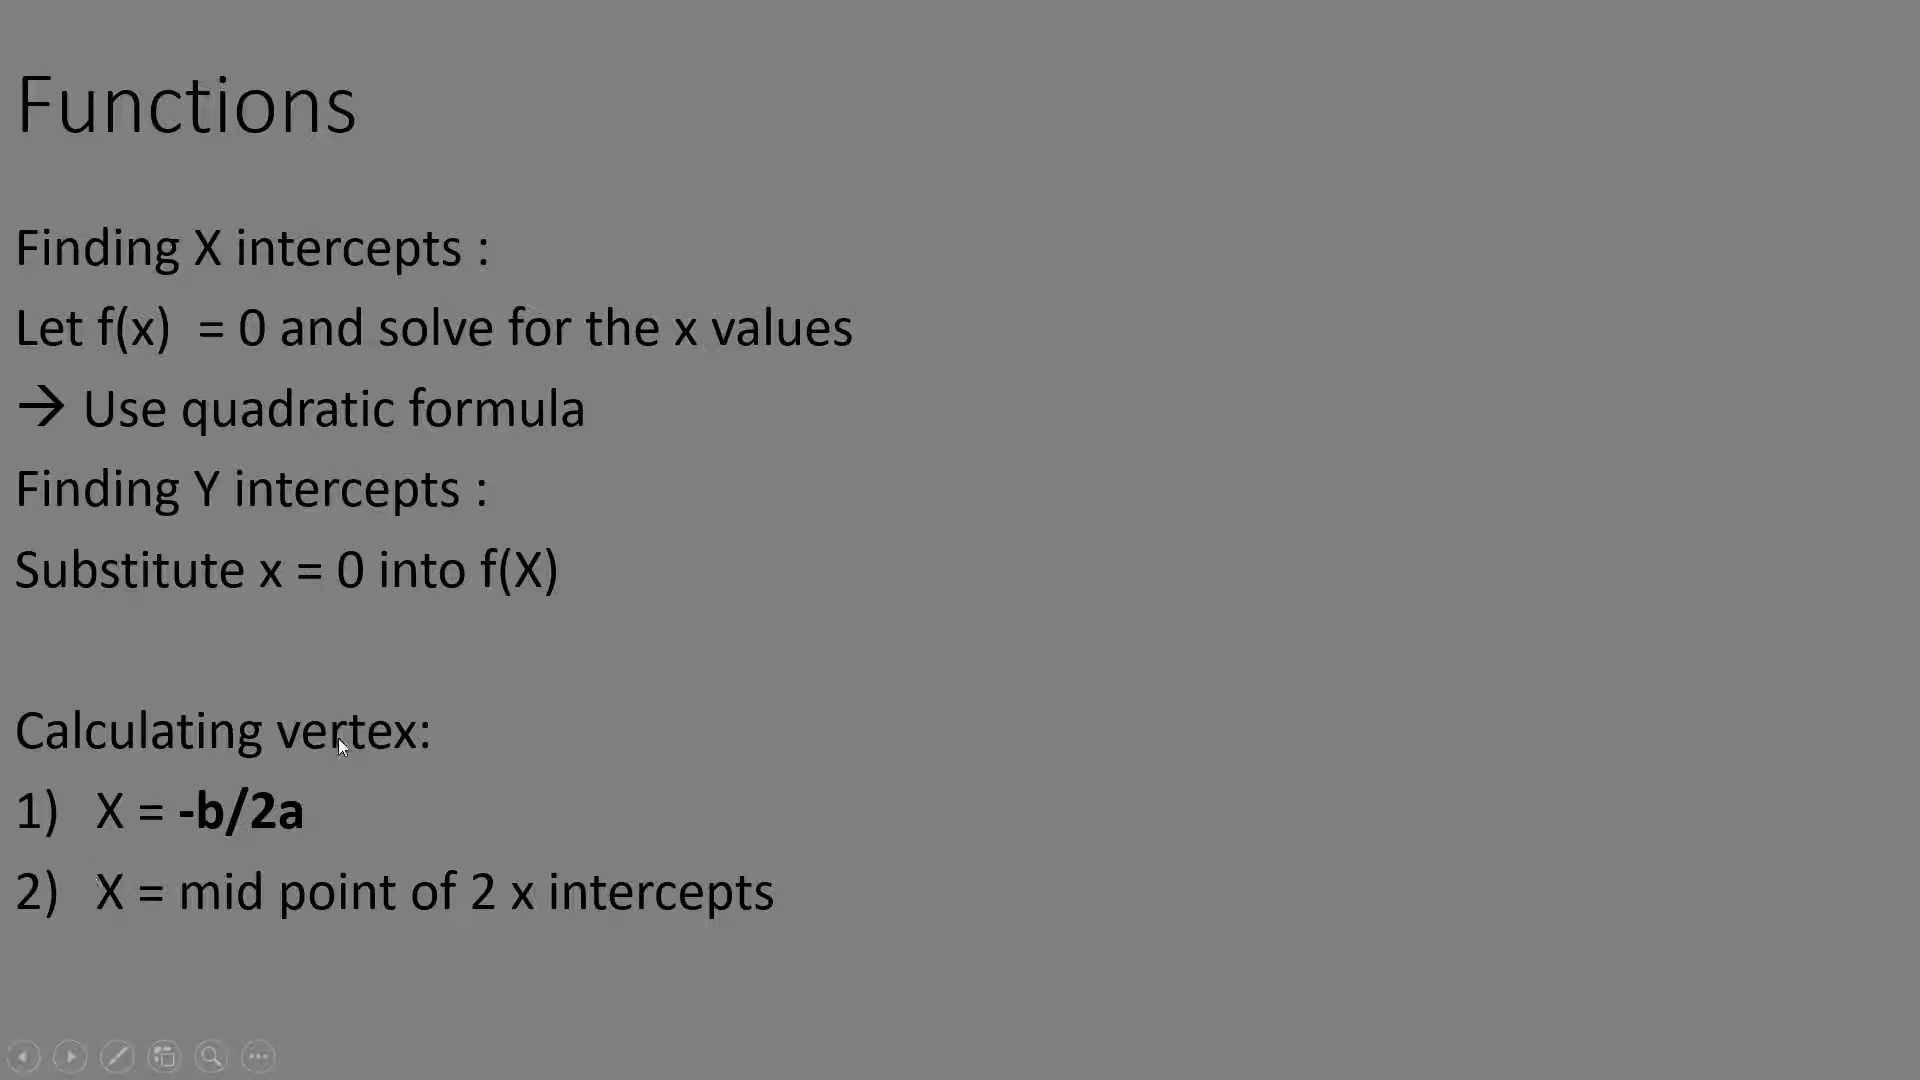 Functions
Finding X intercepts :
Let f(x)  = 0 and solve for the x values
→ Use quadratic formula
Finding Y intercepts :
Substitute x = 0 into f(X)
Calculating vertex:
1) X = -b/2a
2) X = mid point of 2 x intercepts